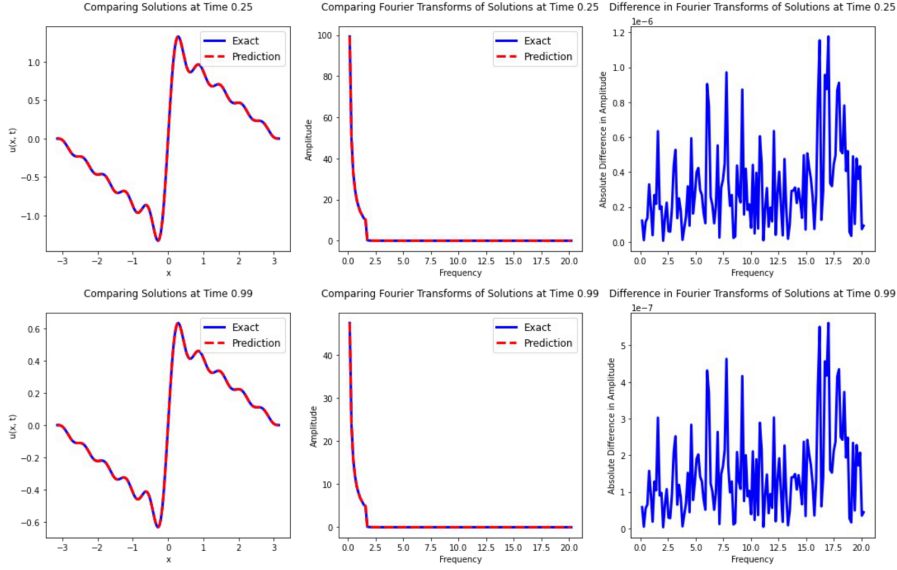 Comparing Solutions at Time 0.25
Comparing Fourier Transforms of Solutions at Time 0.25
Difference in Fourier Transforms of Solutions at Time 0.25
1e−6
u(x, t)
1.0
0.5
0.0
−0.5
−1.0
Exact
Prediction
−3 −2 −1 0 1 2 3
x
Amplitude
100
80
60
40
20
0
Exact
Prediction
0.0 2.5 5.0 7.5 10.0 12.5 15.0 17.5 20.0
Frequency
Absolute Difference in Amplitude
1.2
1.0
0.8
0.6
0.4
0.2
0.0
0.0 2.5 5.0 7.5 10.0 12.5 15.0 17.5 20.0
Frequency
Comparing Solutions at Time 0.99
Comparing Fourier Transforms of Solutions at Time 0.99
Difference in Fourier Transforms of Solutions at Time 0.99
1e−7
u(x, t)
0.6
0.4
0.2
0.0
−0.2
−0.4
−0.6
Exact
Prediction
−3 −2 −1 0 1 2 3
x
Amplitude
40
30
20
10
0
Exact
Prediction
0.0 2.5 5.0 7.5 10.0 12.5 15.0 17.5 20.0
Frequency
Absolute Difference in Amplitude
5
4
3
2
1
0
0.0 2.5 5.0 7.5 10.0 12.5 15.0 17.5 20.0
Frequency